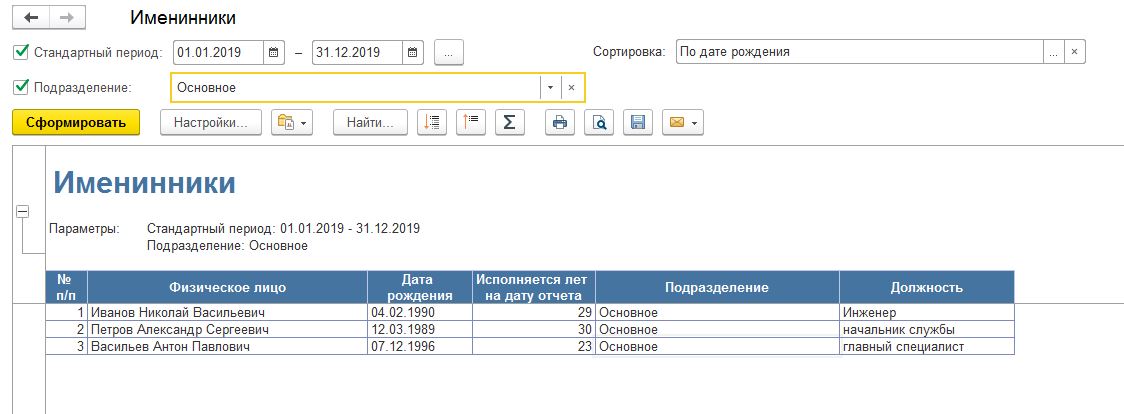 Именинники
Стандартный период: 01.01.2019 – 31.12.2019 ... Сортировка: По дате рождения ... ×
Подразделение: Основное ×
Сформировать Настройки... Найти... Σ
Именинники
Параметры: Стандартный период: 01.01.2019 - 31.12.2019
Подразделение: Основное
№ п/п Физическое лицо Дата рождения Исполняется лет на дату отчета Подразделение Должность
1 Иванов Николай Васильевич 04.02.1990 29 Основное Инженер
2 Петров Александр Сергеевич 12.03.1989 30 Основное начальник службы
3 Васильев Антон Павлович 07.12.1996 23 Основное главный специалист